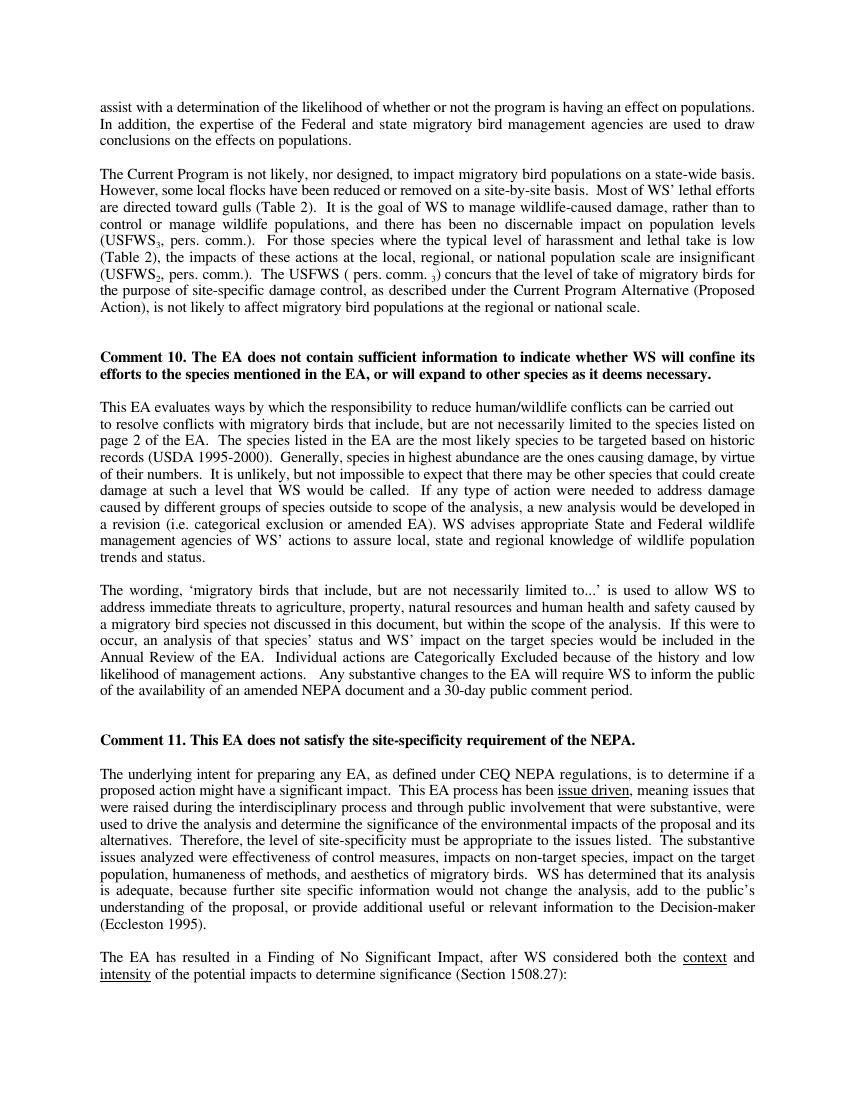 assist with a determination of the likelihood of whether or not the program is having an effect on populations.
In addition, the expertise of the Federal and state migratory bird management agencies are used to draw
conclusions on the effects on populations.
The Current Program is not likely, nor designed, to impact migratory bird populations on a state-wide basis.
However, some local flocks have been reduced or removed on a site-by-site basis. Most of WS' lethal efforts
are directed toward gulls (Table 2). It is the goal of WS to manage wildlife-caused damage, rather than to
control or manage wildlife populations, and there has been no discernable impact on population levels
(USFWS₃, pers. comm.). For those species where the typical level of harassment and lethal take is low
(Table 2), the impacts of these actions at the local, regional, or national population scale are insignificant
(USFWS₂, pers. comm.). The USFWS ( pers. comm. ₃) concurs that the level of take of migratory birds for
the purpose of site-specific damage control, as described under the Current Program Alternative (Proposed
Action), is not likely to affect migratory bird populations at the regional or national scale.
Comment 10. The EA does not contain sufficient information to indicate whether WS will confine its
efforts to the species mentioned in the EA, or will expand to other species as it deems necessary.
This EA evaluates ways by which the responsibility to reduce human/wildlife conflicts can be carried out
to resolve conflicts with migratory birds that include, but are not necessarily limited to the species listed on
page 2 of the EA. The species listed in the EA are the most likely species to be targeted based on historic
records (USDA 1995-2000). Generally, species in highest abundance are the ones causing damage, by virtue
of their numbers. It is unlikely, but not impossible to expect that there may be other species that could create
damage at such a level that WS would be called. If any type of action were needed to address damage
caused by different groups of species outside to scope of the analysis, a new analysis would be developed in
a revision (i.e. categorical exclusion or amended EA). WS advises appropriate State and Federal wildlife
management agencies of WS' actions to assure local, state and regional knowledge of wildlife population
trends and status.
The wording, 'migratory birds that include, but are not necessarily limited to...' is used to allow WS to
address immediate threats to agriculture, property, natural resources and human health and safety caused by
a migratory bird species not discussed in this document, but within the scope of the analysis. If this were to
occur, an analysis of that species' status and WS' impact on the target species would be included in the
Annual Review of the EA. Individual actions are Categorically Excluded because of the history and low
likelihood of management actions. Any substantive changes to the EA will require WS to inform the public
of the availability of an amended NEPA document and a 30-day public comment period.
Comment 11. This EA does not satisfy the site-specificity requirement of the NEPA.
The underlying intent for preparing any EA, as defined under CEQ NEPA regulations, is to determine if a
proposed action might have a significant impact. This EA process has been issue driven, meaning issues that
were raised during the interdisciplinary process and through public involvement that were substantive, were
used to drive the analysis and determine the significance of the environmental impacts of the proposal and its
alternatives. Therefore, the level of site-specificity must be appropriate to the issues listed. The substantive
issues analyzed were effectiveness of control measures, impacts on non-target species, impact on the target
population, humaneness of methods, and aesthetics of migratory birds. WS has determined that its analysis
is adequate, because further site specific information would not change the analysis, add to the public's
understanding of the proposal, or provide additional useful or relevant information to the Decision-maker
(Eccleston 1995).
The EA has resulted in a Finding of No Significant Impact, after WS considered both the context and
intensity of the potential impacts to determine significance (Section 1508.27):